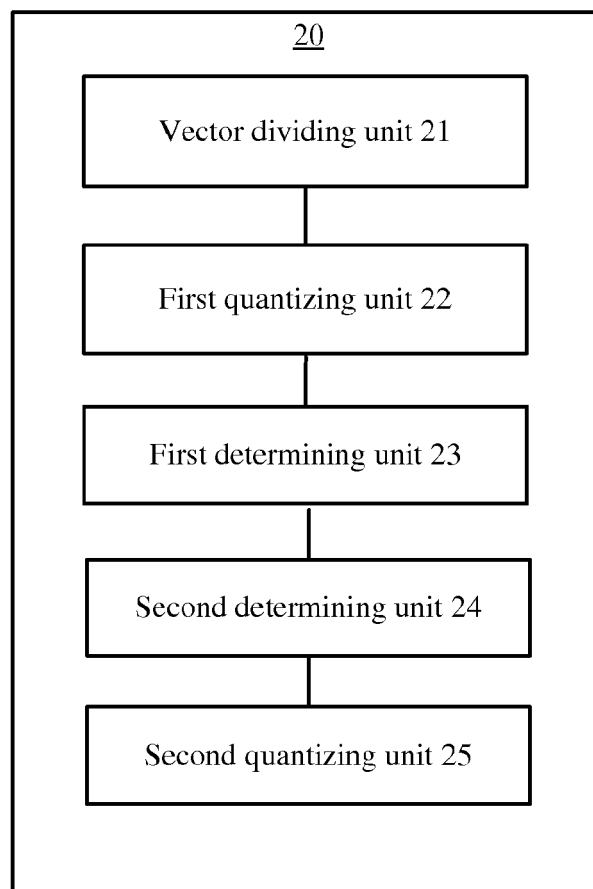 20
Vector dividing unit 21
First quantizing unit 22
First determining unit 23
Second determining unit 24
Second quantizing unit 25